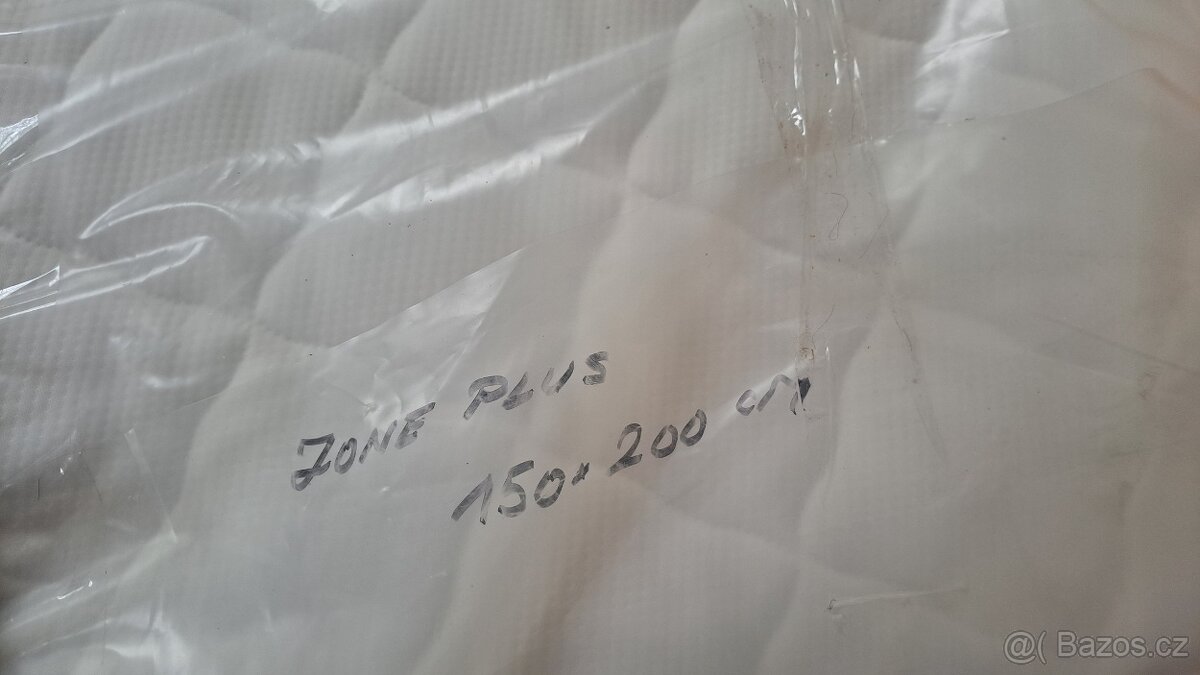 ZONE PLUS
150x200 cm
@( Bazos.cz